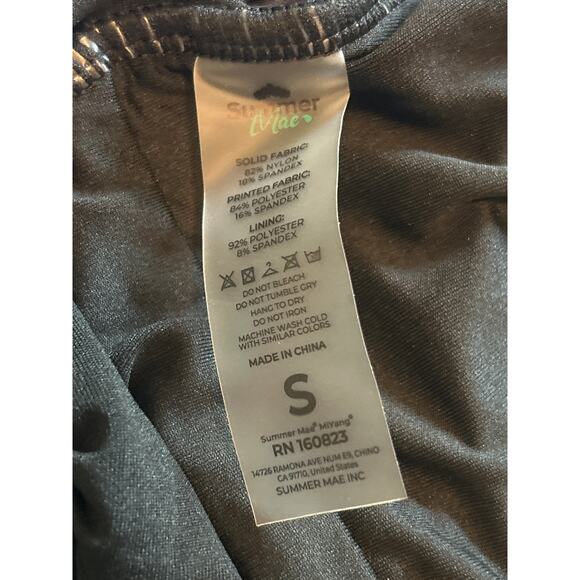 Summer
Mae
SOLID FABRIC:
82% NYLON
18% SPANDEX
PRINTED FABRIC:
84% POLYESTER
16% SPANDEX
LINING:
92% POLYESTER
8% SPANDEX
DO NOT BLEACH
DO NOT TUMBLE GRY
HANG TO DRY
DO NOT IRON
MACHINE WASH COLD
WITH SIMILAR COLORS
MADE IN CHINA
S
Summer Mae® MiYang®
RN 160823
14726 RAMONA AVE NUM E9, CHINO
CA 91710, United States
SUMMER MAE INC